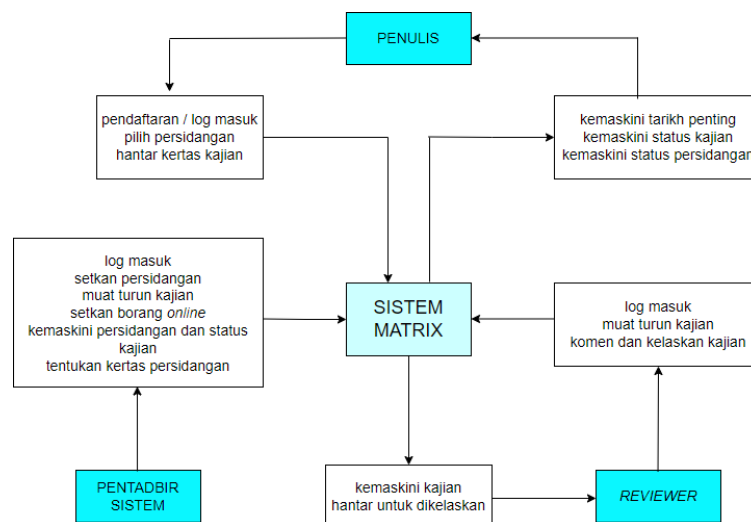 PENULIS
pendaftaran / log masuk
pilih persidangan
hantar kertas kajian
kemaskini tarikh penting
kemaskini status kajian
kemaskini status persidangan
log masuk
setkan persidangan
muat turun kajian
setkan borang online
kemaskini persidangan dan status
kajian
tentukan kertas persidangan
SISTEM
MATRIX
log masuk
muat turun kajian
komen dan kelaskan kajian
PENTADBIR
SISTEM
kemaskini kajian
hantar untuk dikelaskan
REVIEWER